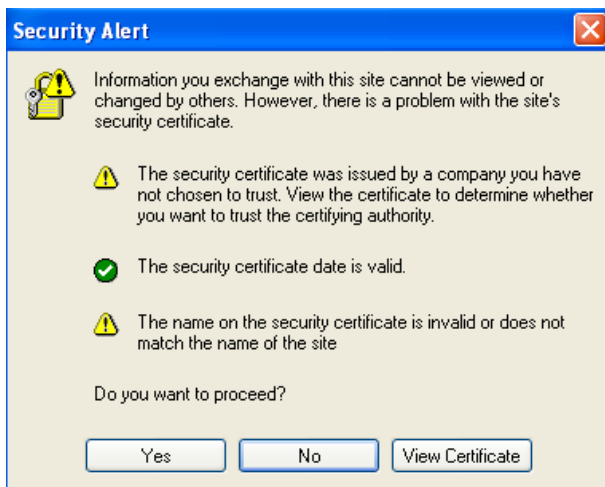 Security Alert
Information you exchange with this site cannot be viewed or
changed by others. However, there is a problem with the site's
security certificate.
The security certificate was issued by a company you have
not chosen to trust. View the certificate to determine whether
you want to trust the certifying authority.
The security certificate date is valid.
The name on the security certificate is invalid or does not
match the name of the site
Do you want to proceed?
Yes
No
View Certificate